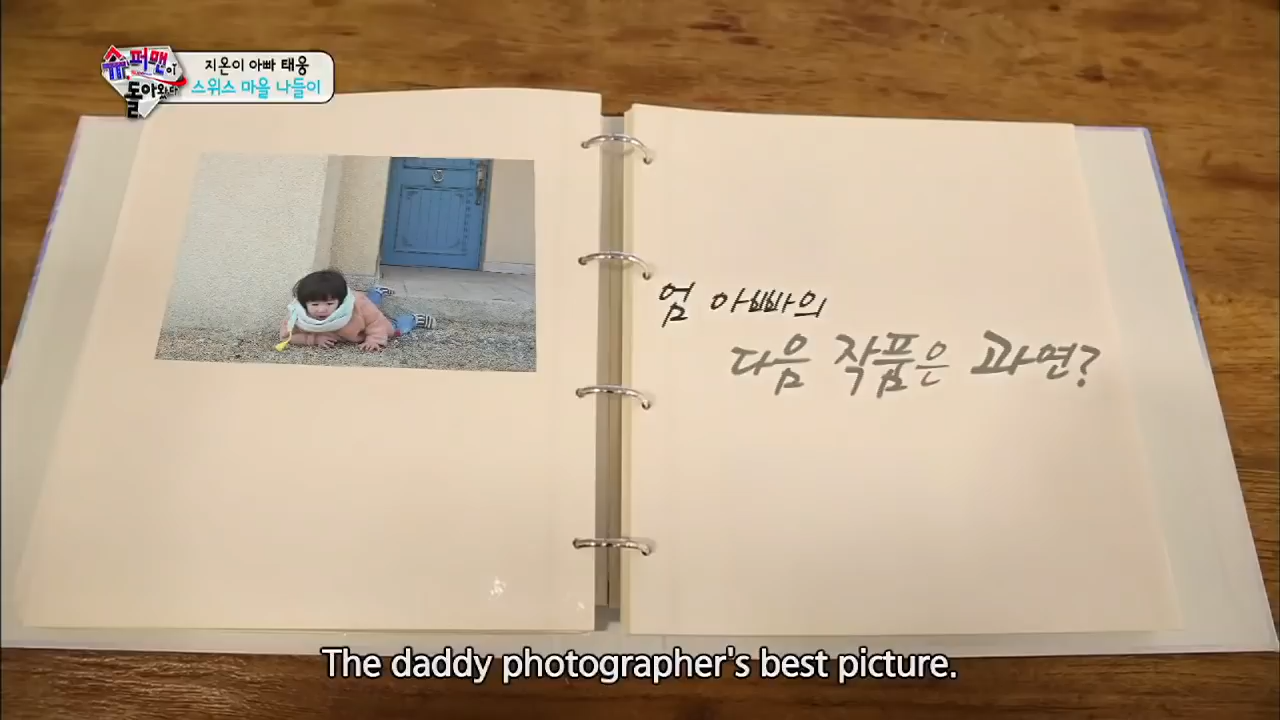 슈퍼맨이
돌아왔다
지온이 아빠 태웅
스위스 마을 나들이
엄 아빠의
다음 작품은 과연?
The daddy photographer's best picture.